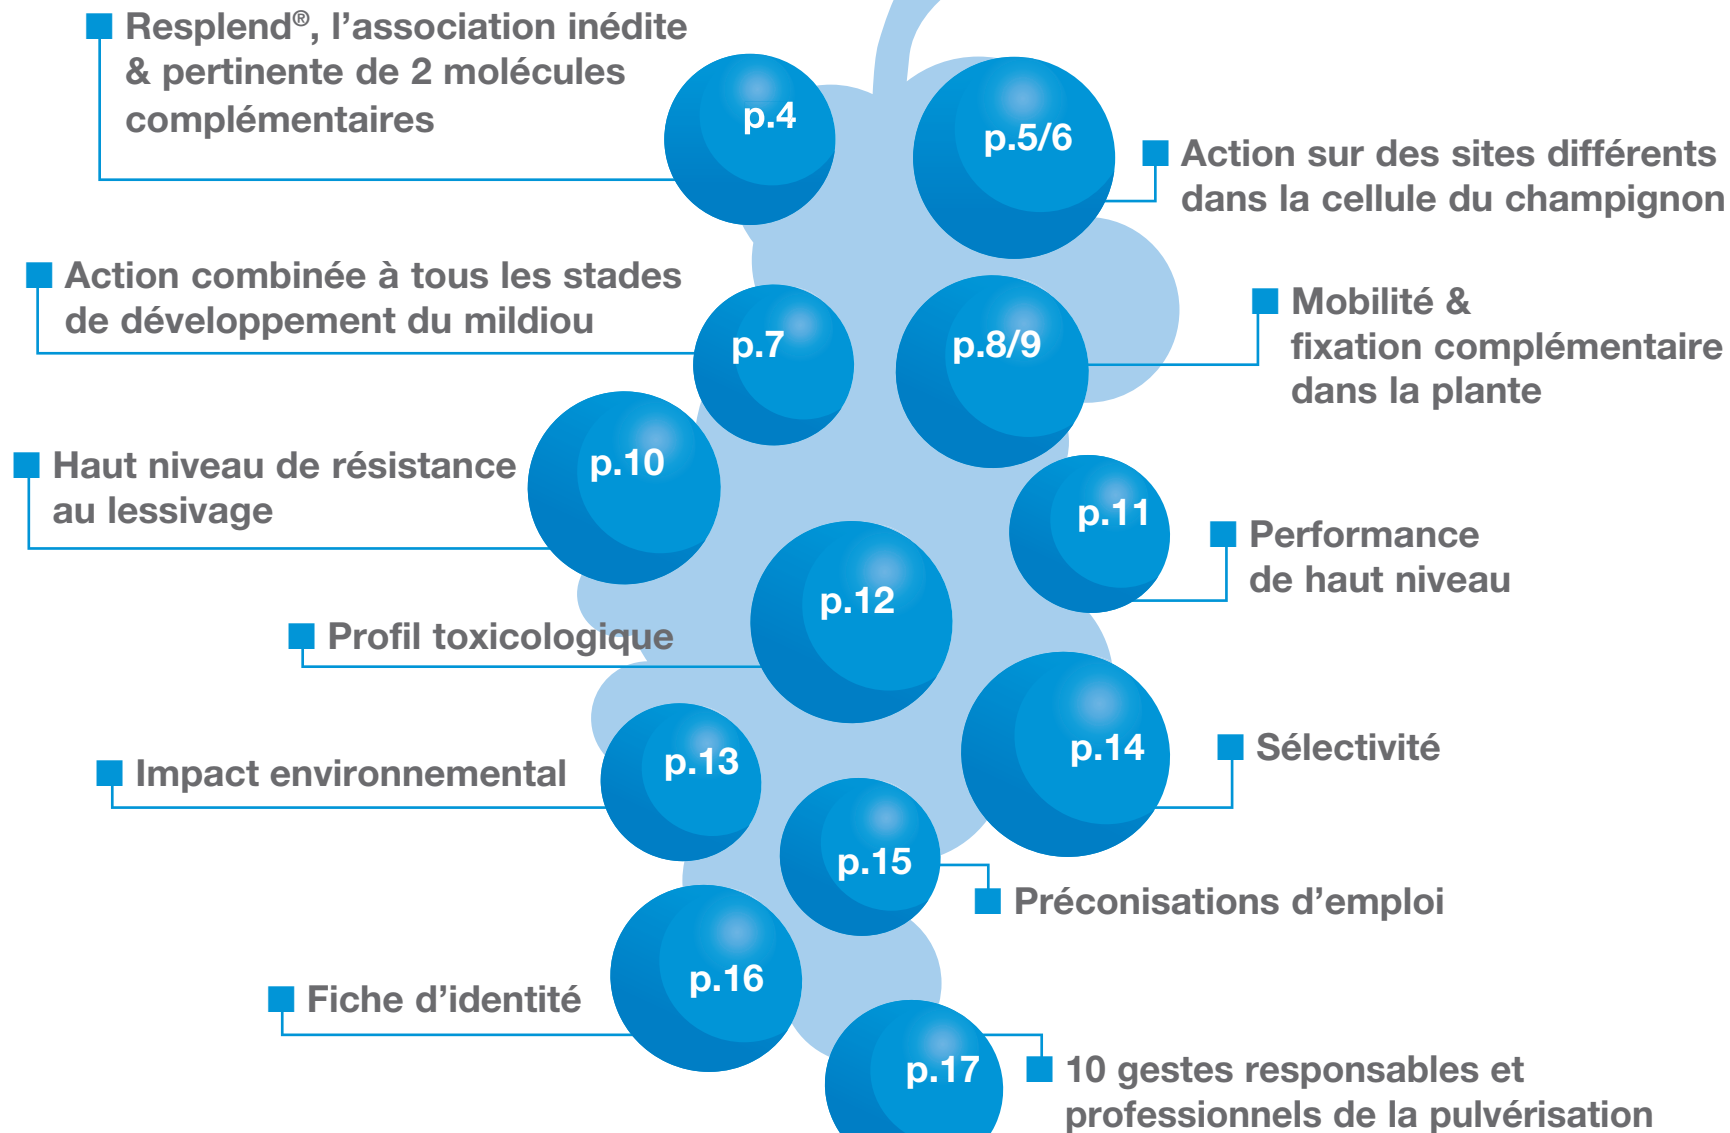 Resplend®, l’association inédite
& pertinente de 2 molécules
complémentaires
p.4
p.5/6
Action sur des sites différents
dans la cellule du champignon
Action combinée à tous les stades
de développement du mildiou
p.7
p.8/9
Mobilité &
fixation complémentaire
dans la plante
Haut niveau de résistance
au lessivage
p.10
p.11
Performance
de haut niveau
Profil toxicologique
p.12
Impact environnemental
p.13
p.14
Sélectivité
p.15
Préconisations d’emploi
Fiche d’identité
p.16
p.17
10 gestes responsables et
professionnels de la pulvérisation